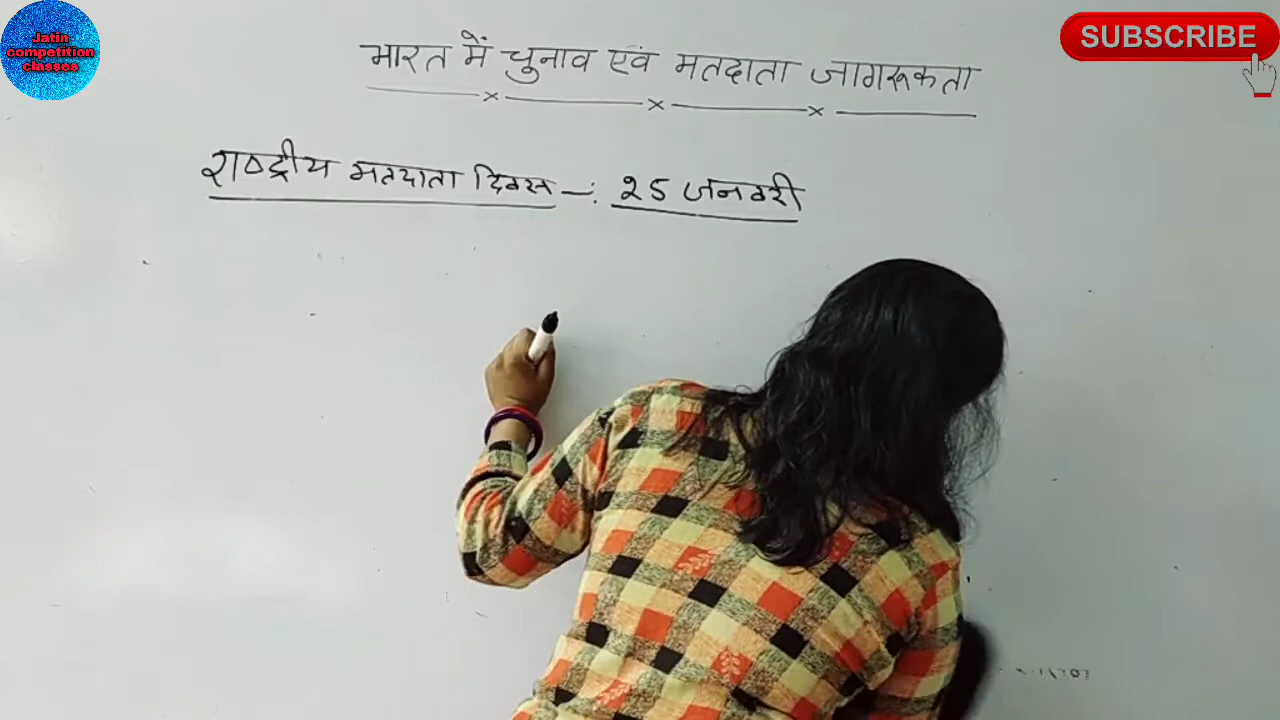 Jatin
competition
classes
SUBSCRIBE
भारत में चुनाव एवं मतदाता जागरूकता
राष्ट्रीय मतदाता दिवस -: 25 जनवरी